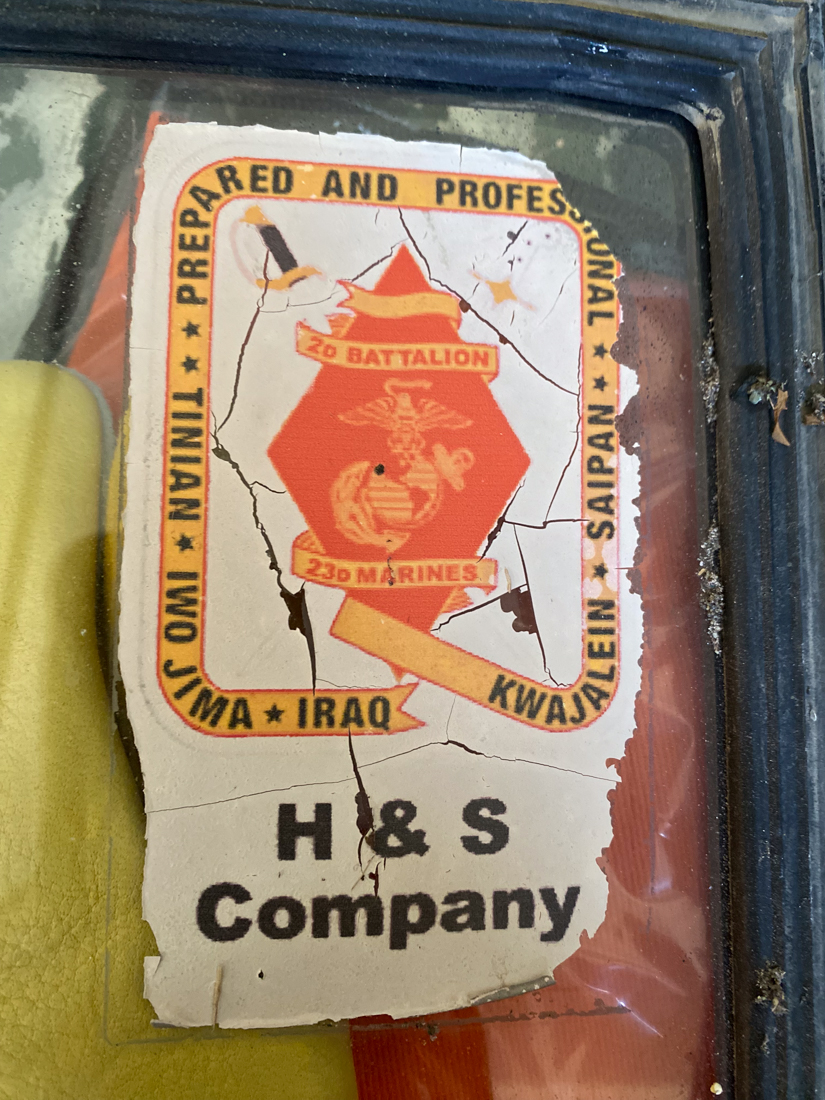 PREPARED AND PROFESSIONAL ★ SAIPAN ★ KWAJALEIN
TINIAN ★ IWO JIMA ★ IRAQ
2D BATTALION
23D MARINES
H & S
Company